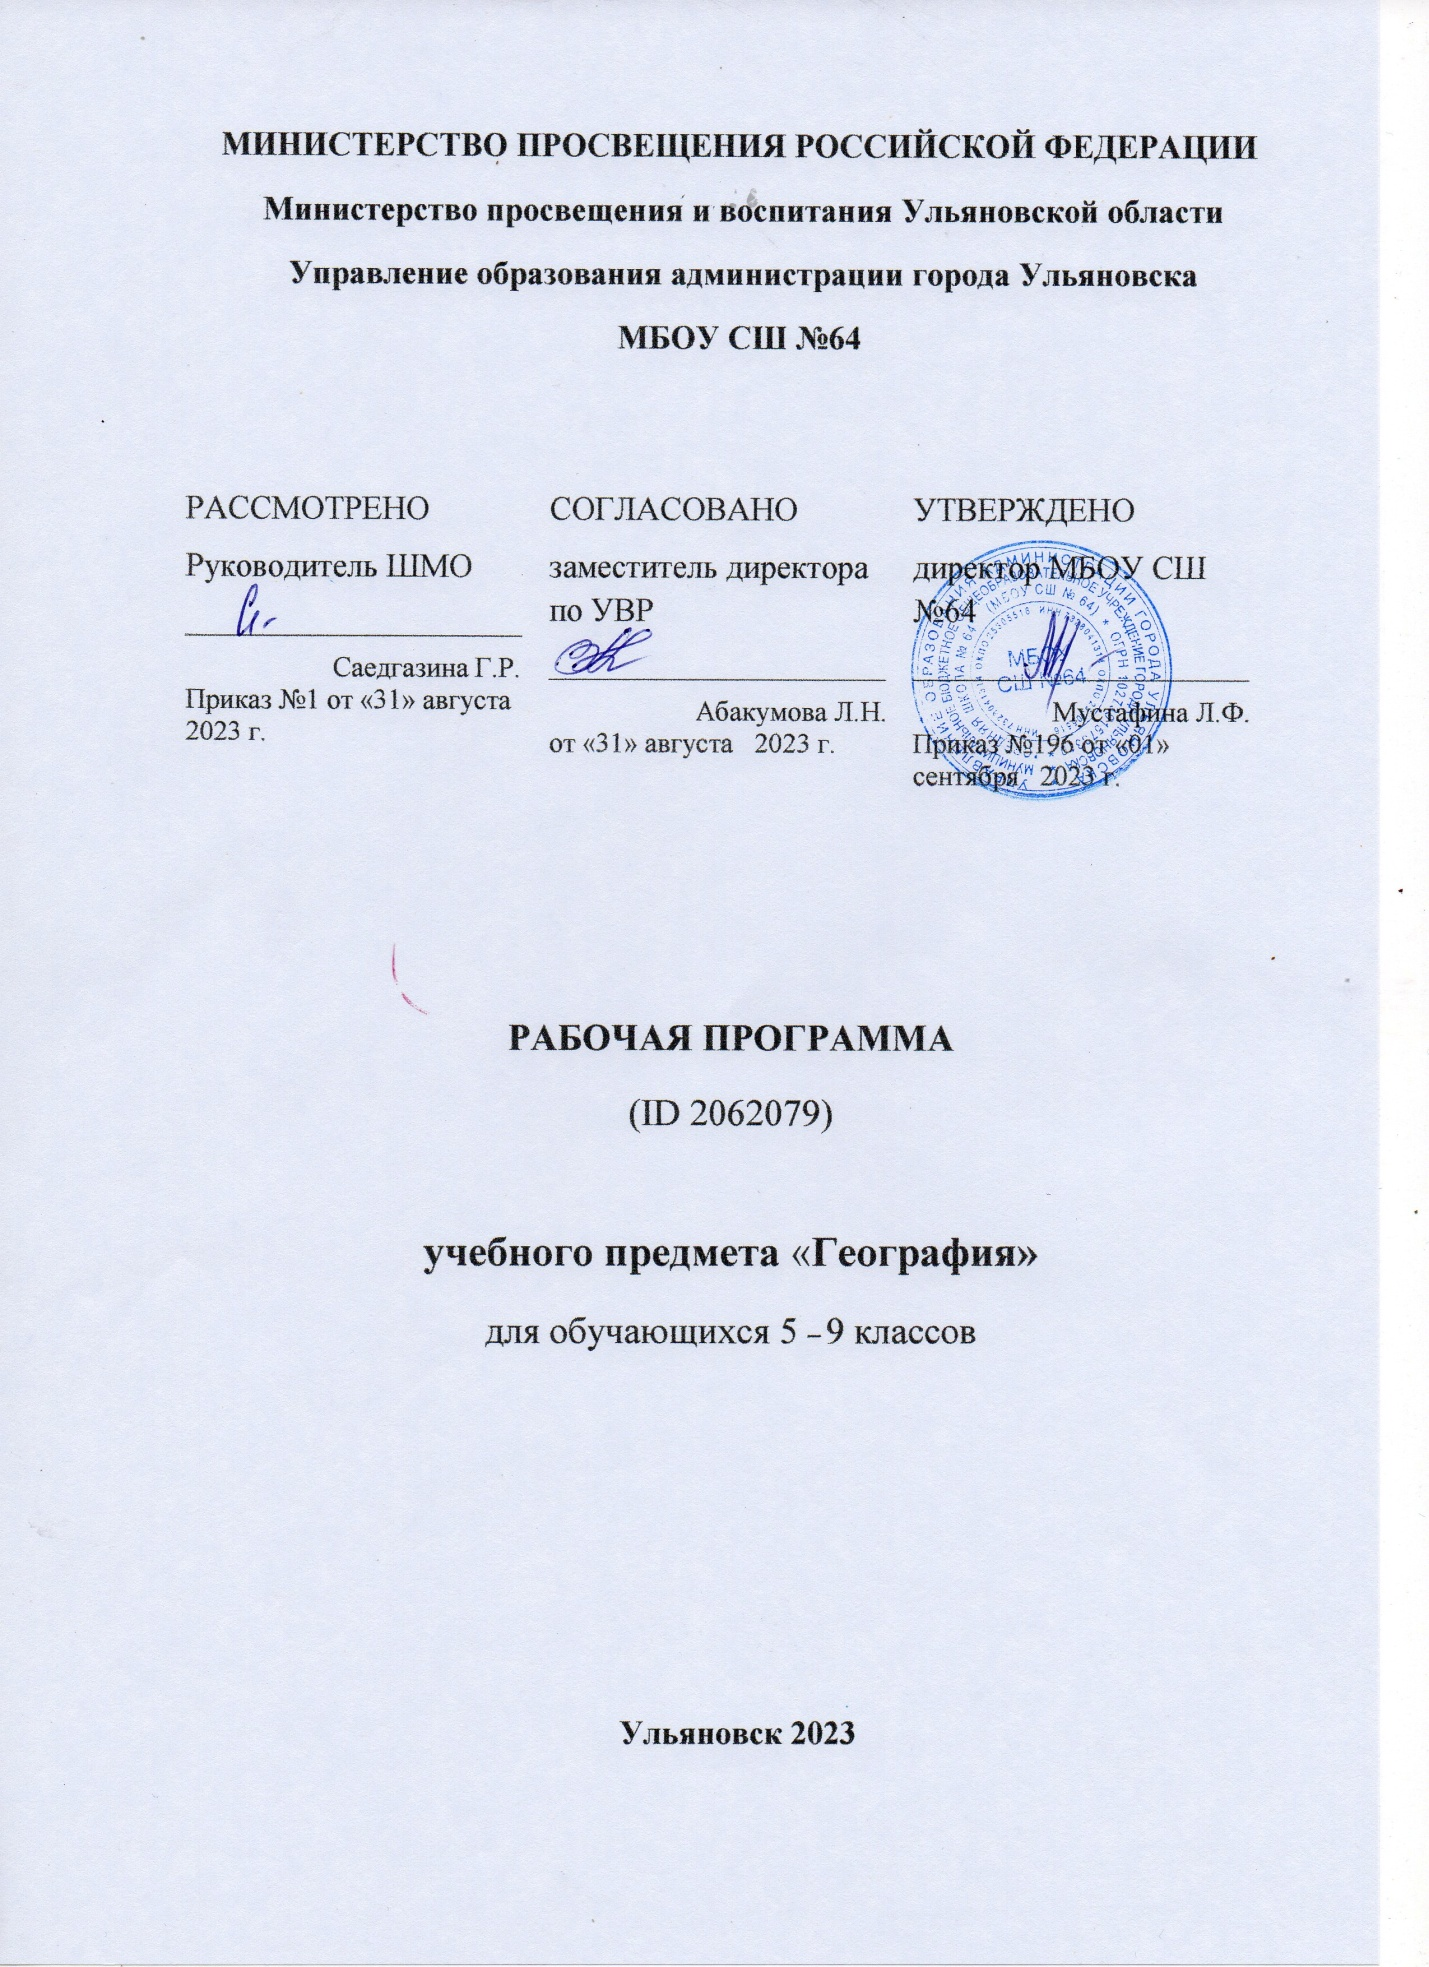 МИНИСТЕРСТВО ПРОСВЕЩЕНИЯ РОССИЙСКОЙ ФЕДЕРАЦИИ
Министерство просвещения и воспитания Ульяновской области
Управление образования администрации города Ульяновска
МБОУ СШ №64
РАССМОТРЕНО
Руководитель ШМО
Саедгазина Г.Р.
Приказ №1 от «31» августа
2023 г.
СОГЛАСОВАНО
заместитель директора
по УВР
Абакумова Л.Н.
от «31» августа 2023 г.
УТВЕРЖДЕНО
директор МБОУ СШ
№64
МБОУ
СШ №64
Мустафина Л.Ф.
Приказ №196 от «01»
сентября 2023 г.
РАБОЧАЯ ПРОГРАММА
(ID 2062079)
учебного предмета «География»
для обучающихся 5 – 9 классов
Ульяновск 2023